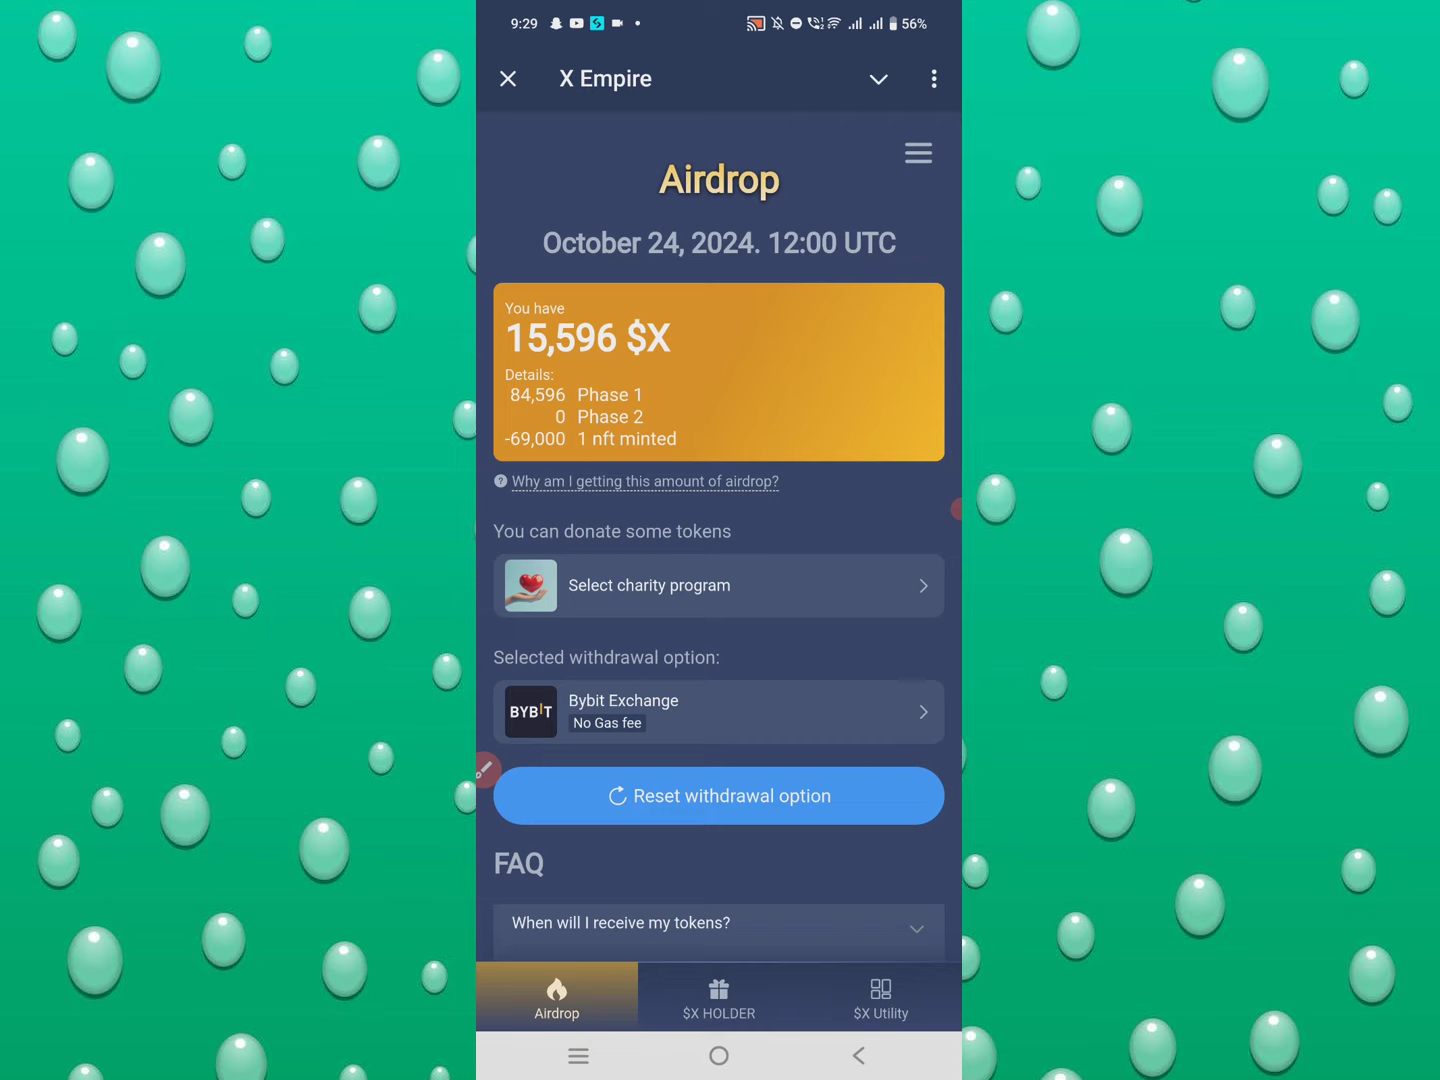 9:29
56%
X Empire
Airdrop
October 24, 2024. 12:00 UTC
You have
15,596 $X
Details:
84,596 Phase 1
0 Phase 2
-69,000 1 nft minted
? Why am I getting this amount of airdrop?
You can donate some tokens
Select charity program
Selected withdrawal option:
BYBIT
Bybit Exchange
No Gas fee
Reset withdrawal option
FAQ
When will I receive my tokens?
Airdrop
$X HOLDER
$X Utility